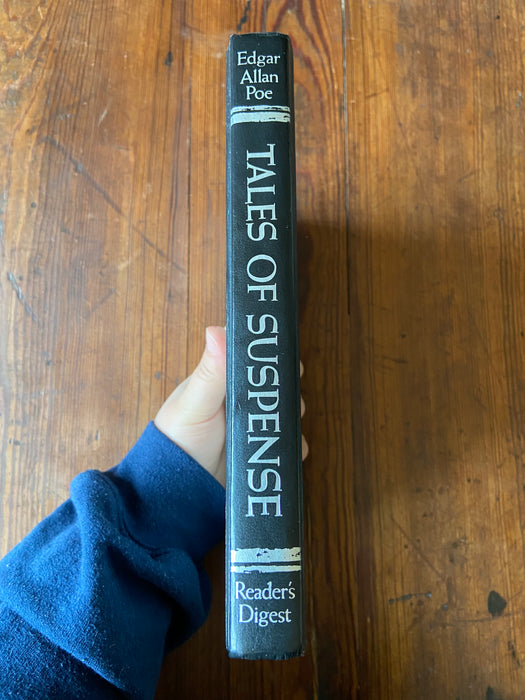 Edgar
Allan
Poe
TALES OF SUSPENSE
Reader's
Digest